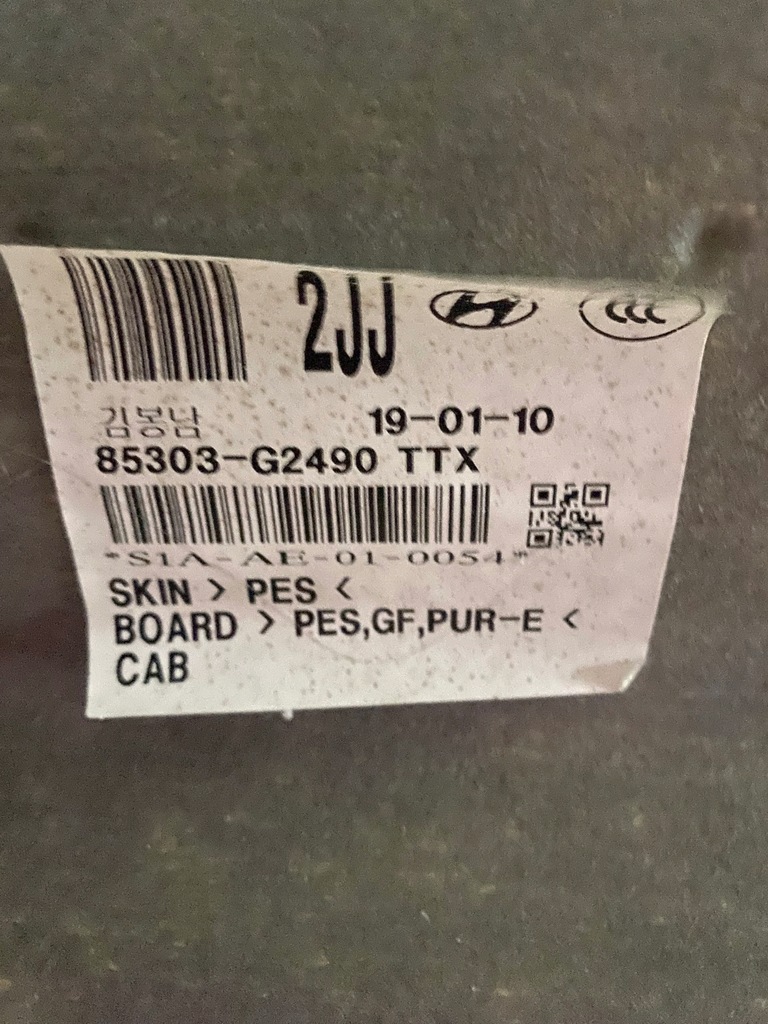 2JJ
김봉남 19-01-10
85303-G2490 TTX
*S1A-AE-01-0054*
SKIN > PES <
BOARD > PES,GF,PUR-E <
CAB